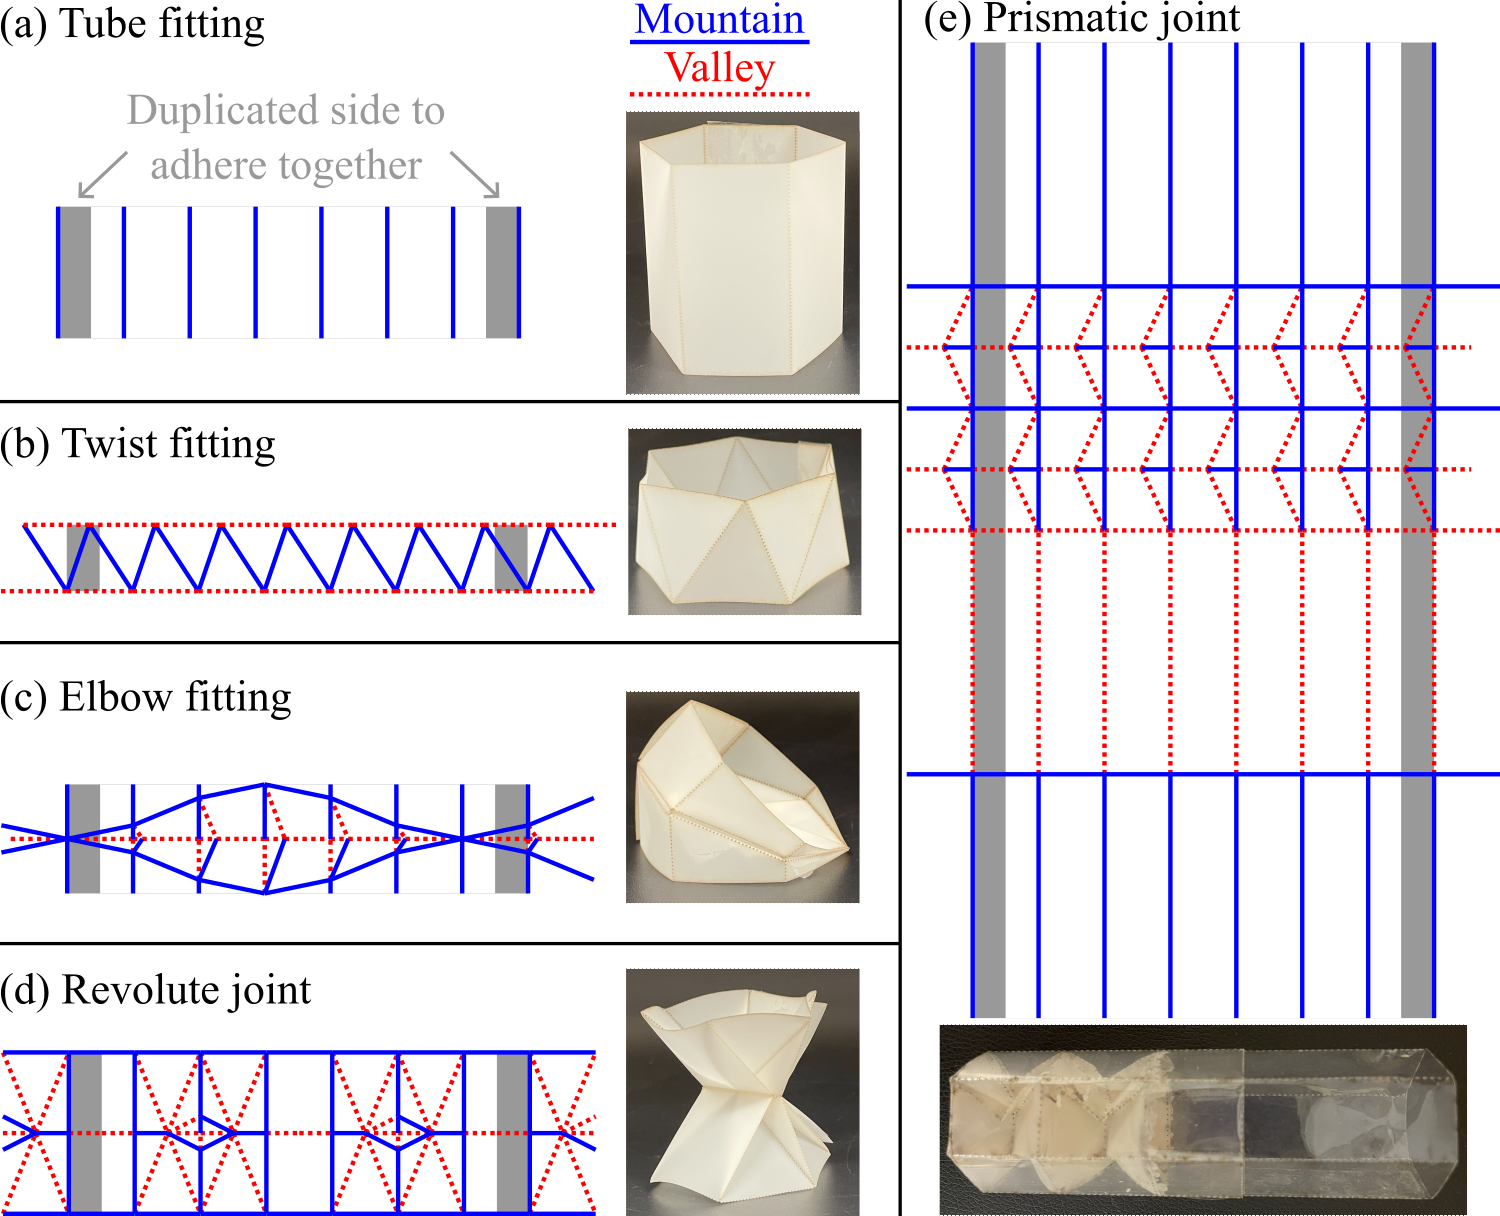 (a) Tube fitting
Duplicated side to
adhere together
Mountain
Valley
(b) Twist fitting
(c) Elbow fitting
(d) Revolute joint
(e) Prismatic joint